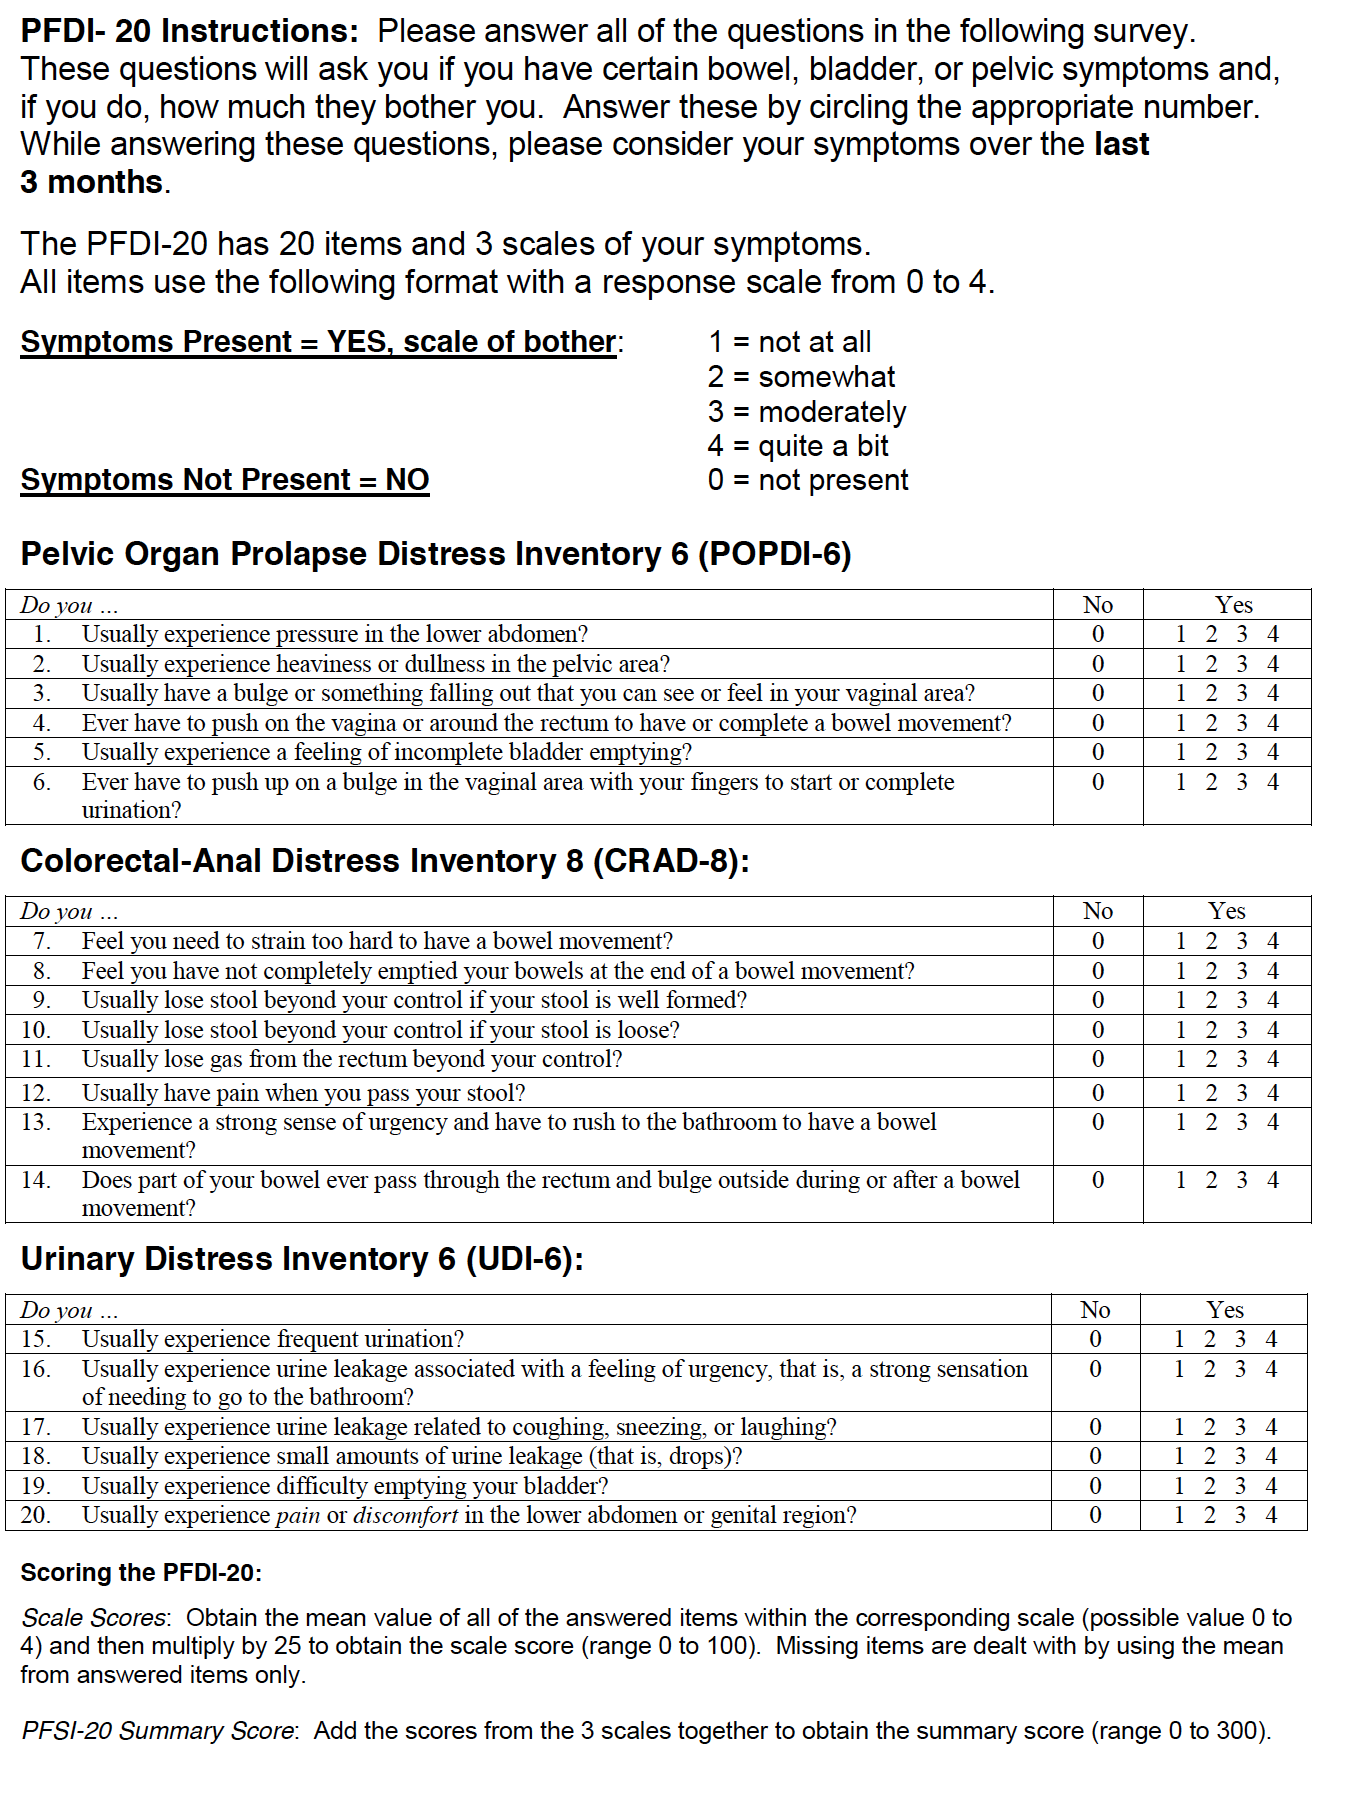 PFDI- 20 Instructions: Please answer all of the questions in the following survey.
These questions will ask you if you have certain bowel, bladder, or pelvic symptoms and,
if you do, how much they bother you. Answer these by circling the appropriate number.
While answering these questions, please consider your symptoms over the last
3 months.
The PFDI-20 has 20 items and 3 scales of your symptoms.
All items use the following format with a response scale from 0 to 4.
Symptoms Present = YES, scale of bother: 1 = not at all
2 = somewhat
3 = moderately
4 = quite a bit
Symptoms Not Present = NO 0 = not present
Pelvic Organ Prolapse Distress Inventory 6 (POPDI-6)
Do you ... No Yes
1. Usually experience pressure in the lower abdomen? 0 1 2 3 4
2. Usually experience heaviness or dullness in the pelvic area? 0 1 2 3 4
3. Usually have a bulge or something falling out that you can see or feel in your vaginal area? 0 1 2 3 4
4. Ever have to push on the vagina or around the rectum to have or complete a bowel movement? 0 1 2 3 4
5. Usually experience a feeling of incomplete bladder emptying? 0 1 2 3 4
6. Ever have to push up on a bulge in the vaginal area with your fingers to start or complete 0 1 2 3 4
urination?
Colorectal-Anal Distress Inventory 8 (CRAD-8):
Do you ... No Yes
7. Feel you need to strain too hard to have a bowel movement? 0 1 2 3 4
8. Feel you have not completely emptied your bowels at the end of a bowel movement? 0 1 2 3 4
9. Usually lose stool beyond your control if your stool is well formed? 0 1 2 3 4
10. Usually lose stool beyond your control if your stool is loose? 0 1 2 3 4
11. Usually lose gas from the rectum beyond your control? 0 1 2 3 4
12. Usually have pain when you pass your stool? 0 1 2 3 4
13. Experience a strong sense of urgency and have to rush to the bathroom to have a bowel 0 1 2 3 4
movement?
14. Does part of your bowel ever pass through the rectum and bulge outside during or after a bowel 0 1 2 3 4
movement?
Urinary Distress Inventory 6 (UDI-6):
Do you ... No Yes
15. Usually experience frequent urination? 0 1 2 3 4
16. Usually experience urine leakage associated with a feeling of urgency, that is, a strong sensation 0 1 2 3 4
of needing to go to the bathroom?
17. Usually experience urine leakage related to coughing, sneezing, or laughing? 0 1 2 3 4
18. Usually experience small amounts of urine leakage (that is, drops)? 0 1 2 3 4
19. Usually experience difficulty emptying your bladder? 0 1 2 3 4
20. Usually experience pain or discomfort in the lower abdomen or genital region? 0 1 2 3 4
Scoring the PFDI-20:
Scale Scores: Obtain the mean value of all of the answered items within the corresponding scale (possible value 0 to
4) and then multiply by 25 to obtain the scale score (range 0 to 100). Missing items are dealt with by using the mean
from answered items only.
PFSI-20 Summary Score: Add the scores from the 3 scales together to obtain the summary score (range 0 to 300).